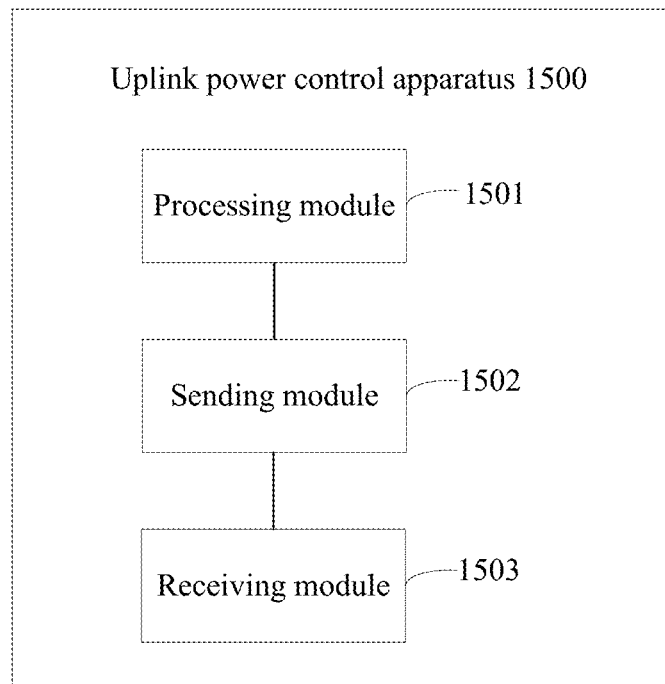 Uplink power control apparatus 1500
Processing module
1501
Sending module
1502
Receiving module
1503